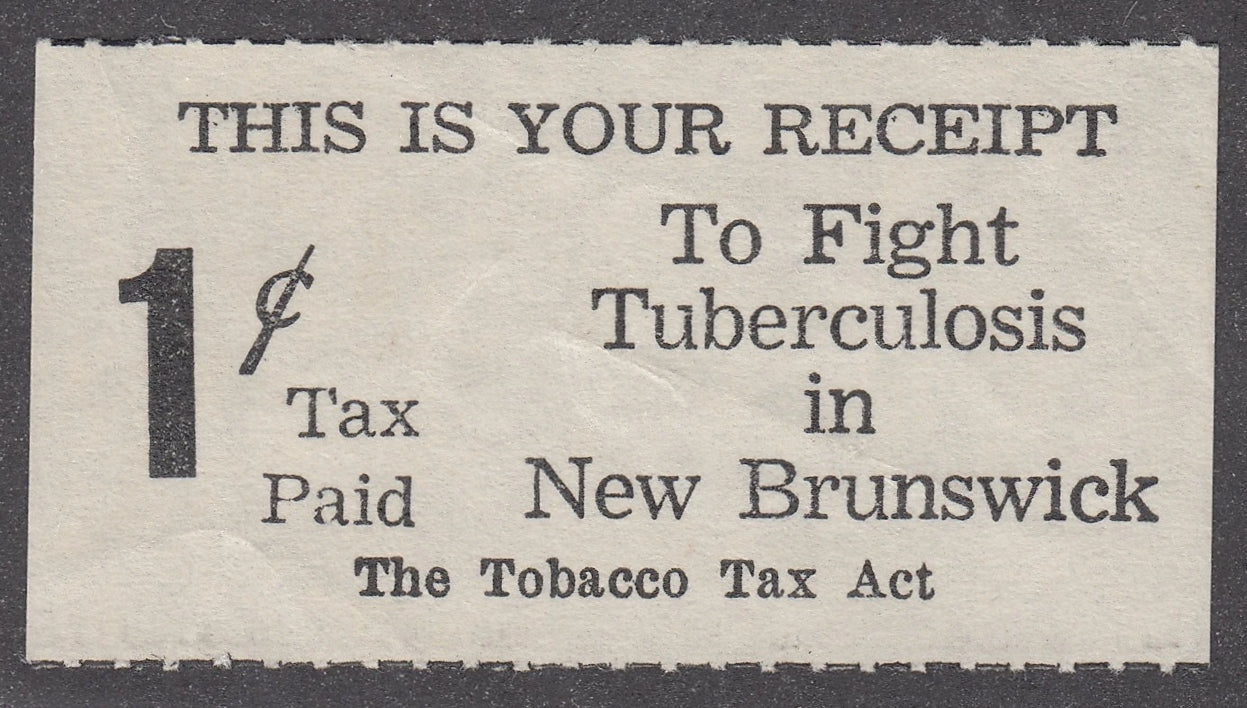 THIS IS YOUR RECEIPT
To Fight
Tuberculosis
in
New Brunswick
1¢
Tax
Paid
The Tobacco Tax Act